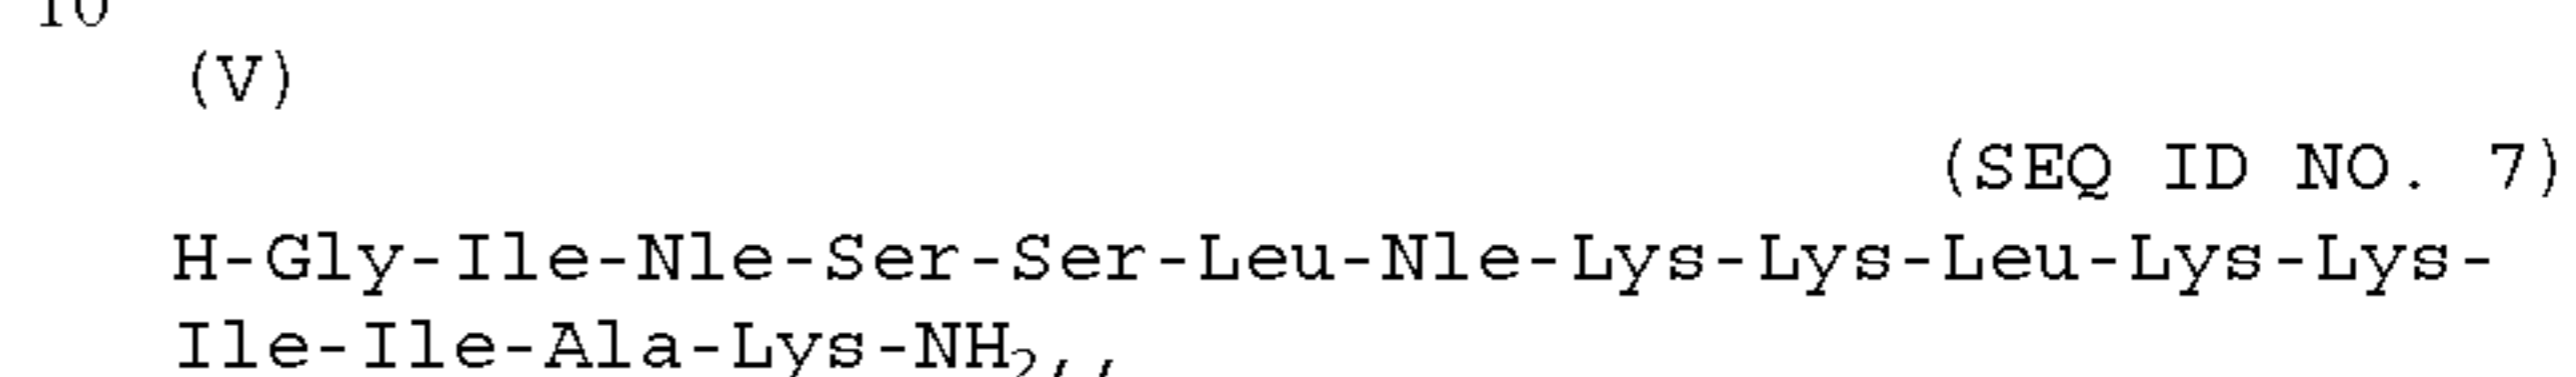 10
(V)
(SEQ ID NO. 7)
H-Gly-Ile-Nle-Ser-Ser-Leu-Nle-Lys-Lys-Leu-Lys-Lys-
Ile-Ile-Ala-Lys-NH₂,,